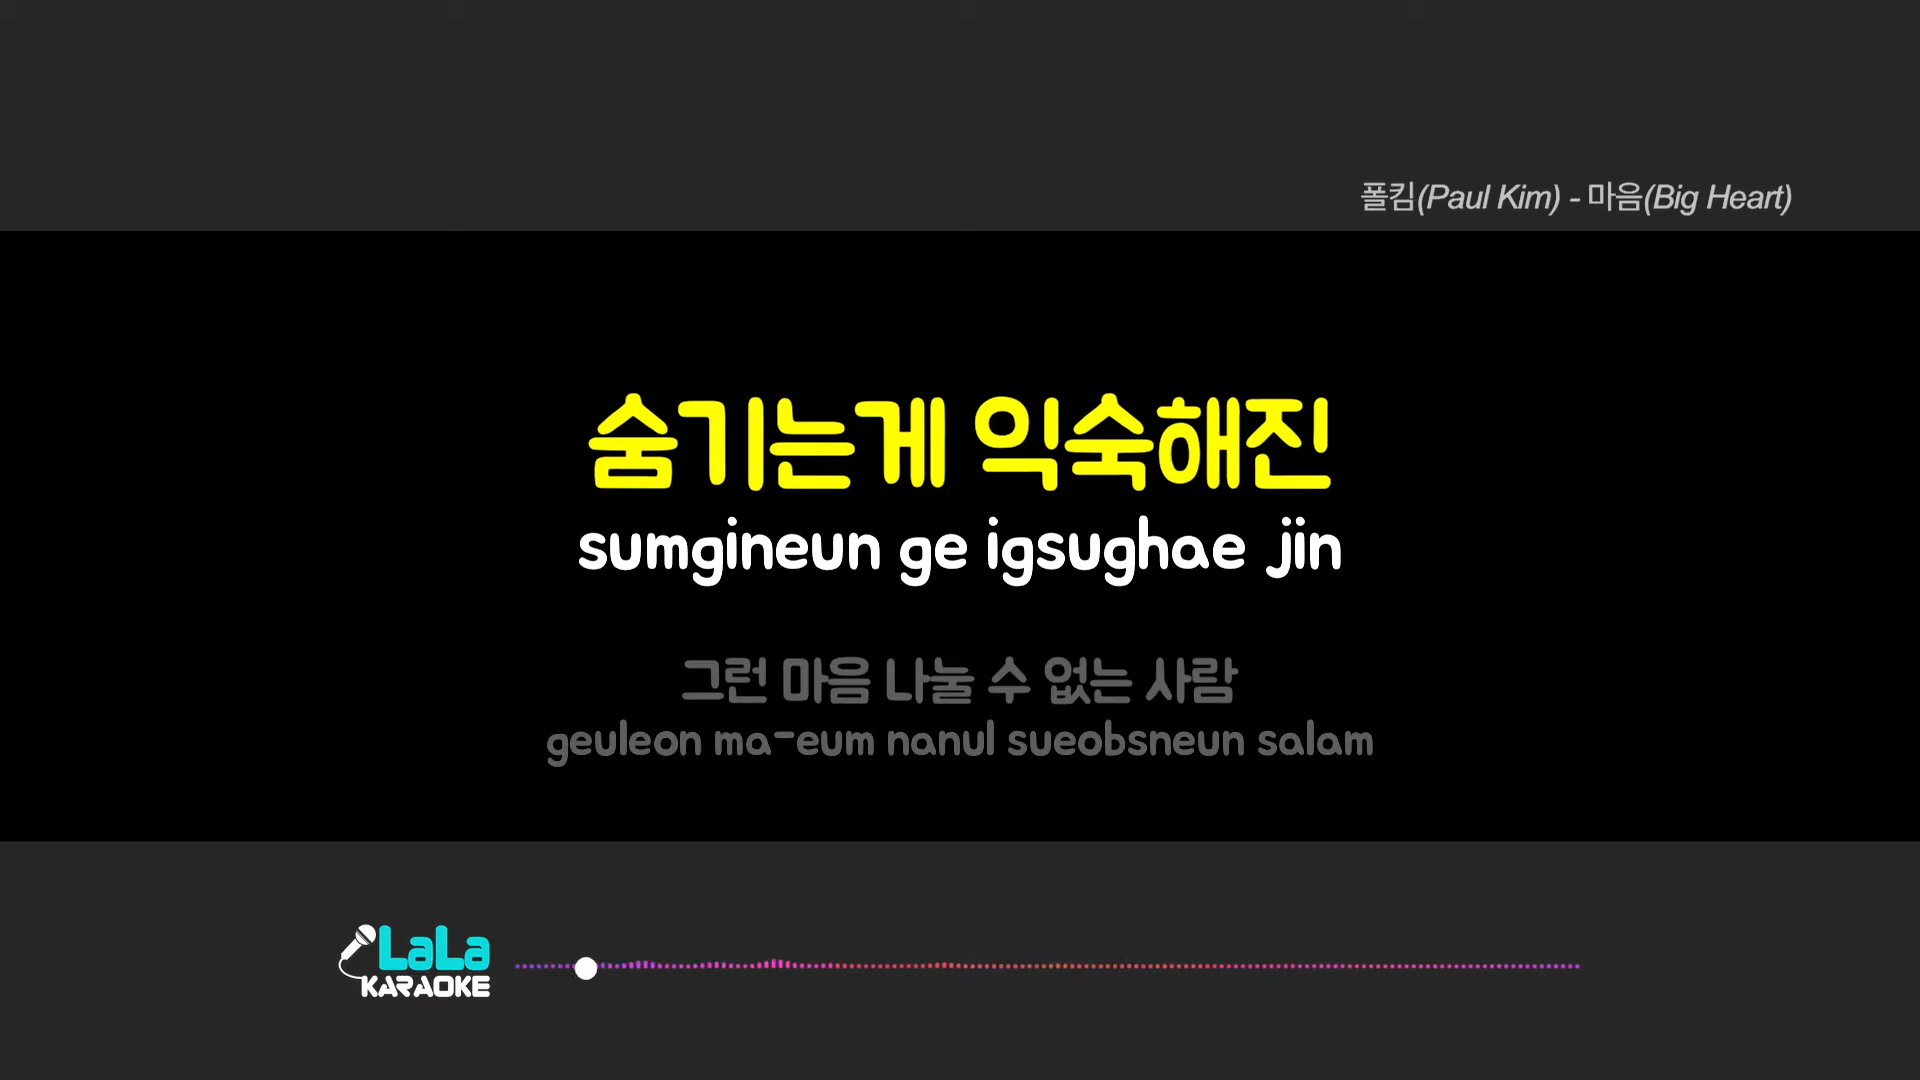 폴킴(Paul Kim) - 마음(Big Heart)
숨기는게 익숙해진
sumgineun ge igsughae jin
그런 마음 나눌 수 없는 사람
geuleon ma-eum nanul sueobsneun salam
LaLa
KARAOKE